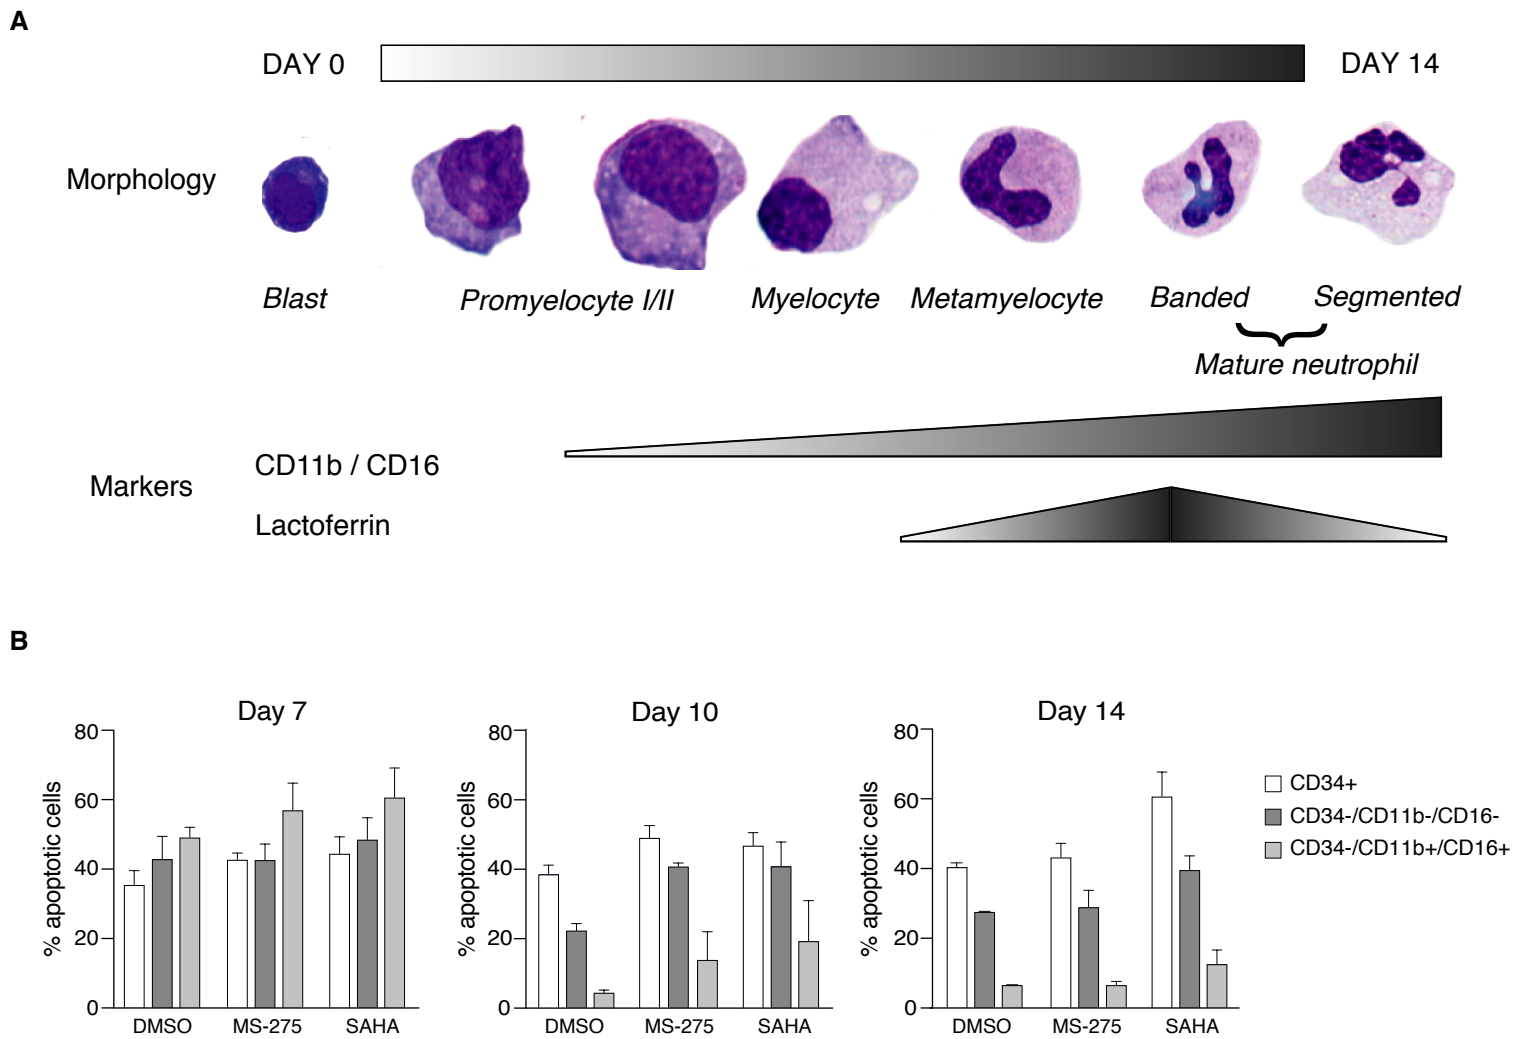 A
DAY 0
DAY 14
Morphology
Blast
Promyelocyte I/II
Myelocyte
Metamyelocyte
Banded
Segmented
Mature neutrophil
Markers
CD11b / CD16
Lactoferrin
B
Day 7
% apoptotic cells
80
60
40
20
0
DMSO
MS-275
SAHA
Day 10
% apoptotic cells
80
60
40
20
0
DMSO
MS-275
SAHA
Day 14
% apoptotic cells
80
60
40
20
0
DMSO
MS-275
SAHA
CD34+
CD34-/CD11b-/CD16-
CD34-/CD11b+/CD16+